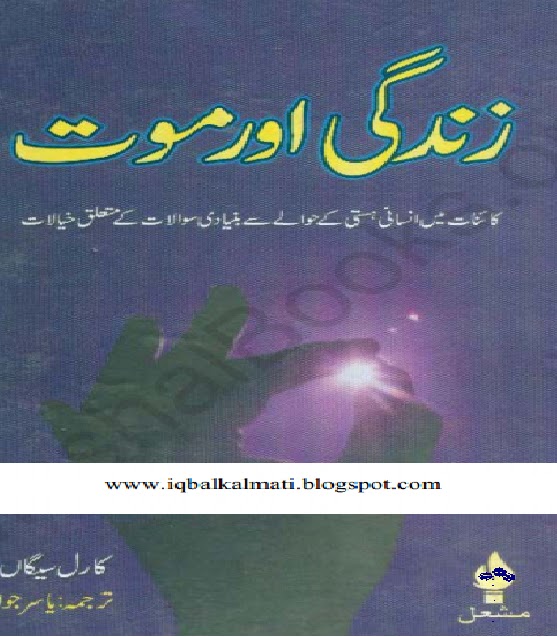 زندگی اور موت
کائنات میں انسانی ہستی کے حوالے سے بنیادی سوالات کے متعلق خیالات
www.iqbalkalmati.blogspot.com
کارل سیگاں
ترجمہ: یاسر جوا
مشعل